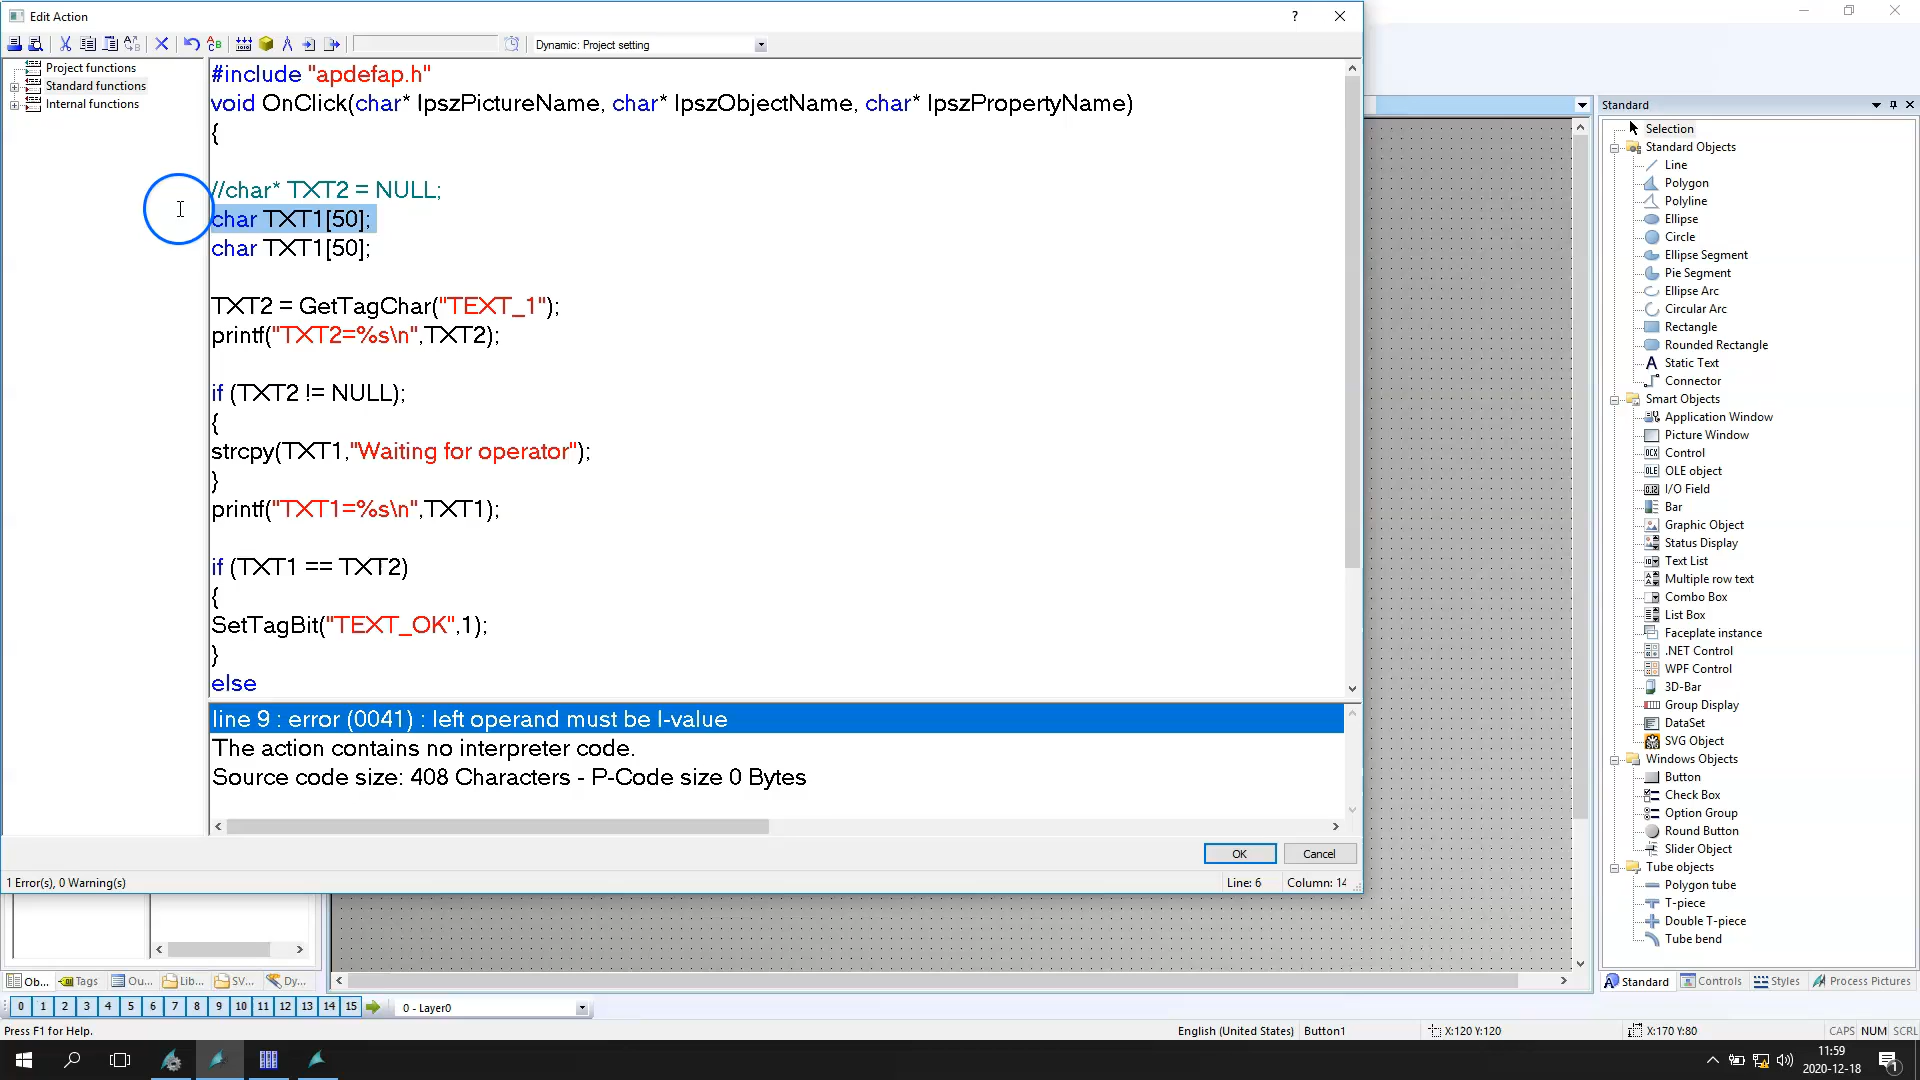 Edit Action
?
Dynamic: Project setting
Project functions
Standard functions
Internal functions
#include "apdefap.h"
void OnClick(char* lpszPictureName, char* lpszObjectName, char* lpszPropertyName)
{
//char* TXT2 = NULL;
char TXT1[50];
char TXT1[50];
TXT2 = GetTagChar("TEXT_1");
printf("TXT2=%s\n",TXT2);
if (TXT2 != NULL);
{
strcpy(TXT1,"Waiting for operator");
}
printf("TXT1=%s\n",TXT1);
if (TXT1 == TXT2)
{
SetTagBit("TEXT_OK",1);
}
else
line 9 : error (0041) : left operand must be l-value
The action contains no interpreter code.
Source code size: 408 Characters - P-Code size 0 Bytes
OK
Cancel
1 Error(s), 0 Warning(s)
Line: 6
Column: 14
Standard
Selection
Standard Objects
Line
Polygon
Polyline
Ellipse
Circle
Ellipse Segment
Pie Segment
Ellipse Arc
Circular Arc
Rectangle
Rounded Rectangle
Static Text
Connector
Smart Objects
Application Window
Picture Window
Control
OLE object
I/O Field
Bar
Graphic Object
Status Display
Text List
Multiple row text
Combo Box
List Box
Faceplate instance
.NET Control
WPF Control
3D-Bar
Group Display
DataSet
SVG Object
Windows Objects
Button
Check Box
Option Group
Round Button
Slider Object
Tube objects
Polygon tube
T-piece
Double T-piece
Tube bend
Ob... Tags Ou... Lib... SV... Dy...
Standard Controls Styles Process Pictures
0 1 2 3 4 5 6 7 8 9 10 11 12 13 14 15
0 - Layer0
Press F1 for Help.
English (United States) Button1 X:120 Y:120 X:170 Y:80 CAPS NUM SCRL
11:59
2020-12-18
1